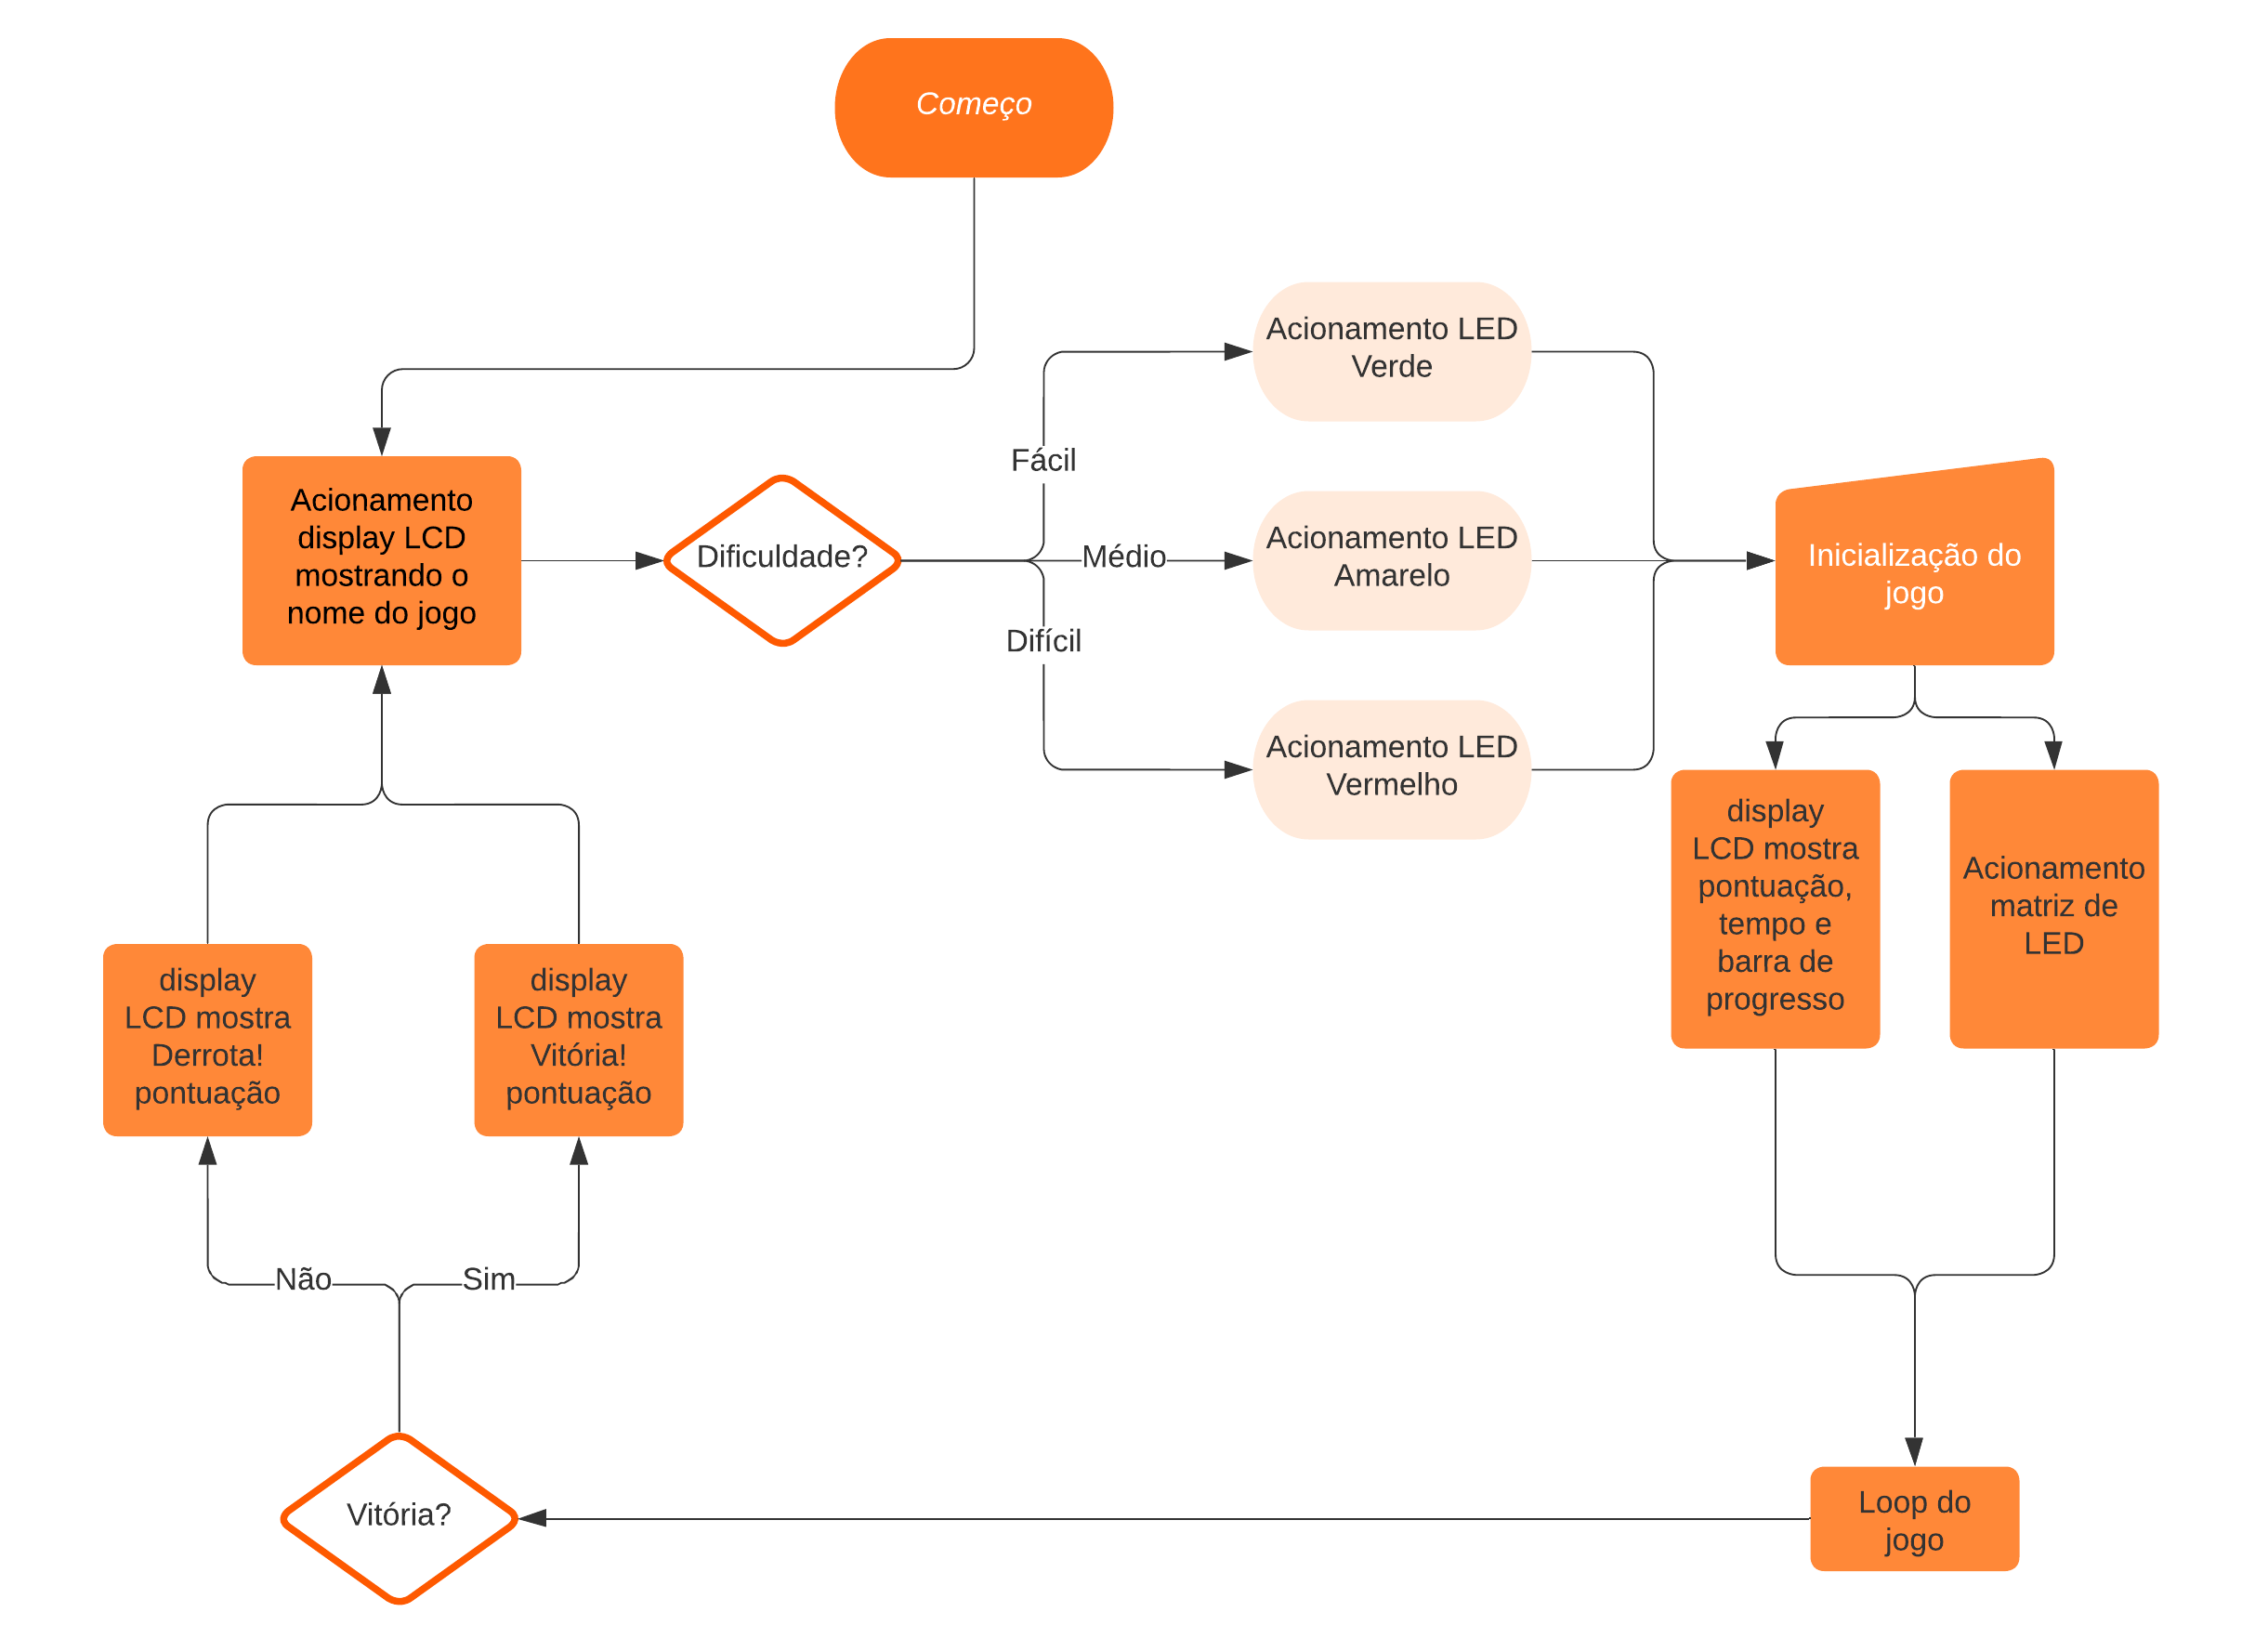 Começo
Acionamento
display LCD
mostrando o
nome do jogo
Dificuldade?
Fácil
Médio
Difícil
Acionamento LED
Verde
Acionamento LED
Amarelo
Acionamento LED
Vermelho
Inicialização do
jogo
display
LCD mostra
pontuação,
tempo e
barra de
progresso
Acionamento
matriz de
LED
Loop do
jogo
Vitória?
Não
Sim
display
LCD mostra
Derrota!
pontuação
display
LCD mostra
Vitória!
pontuação